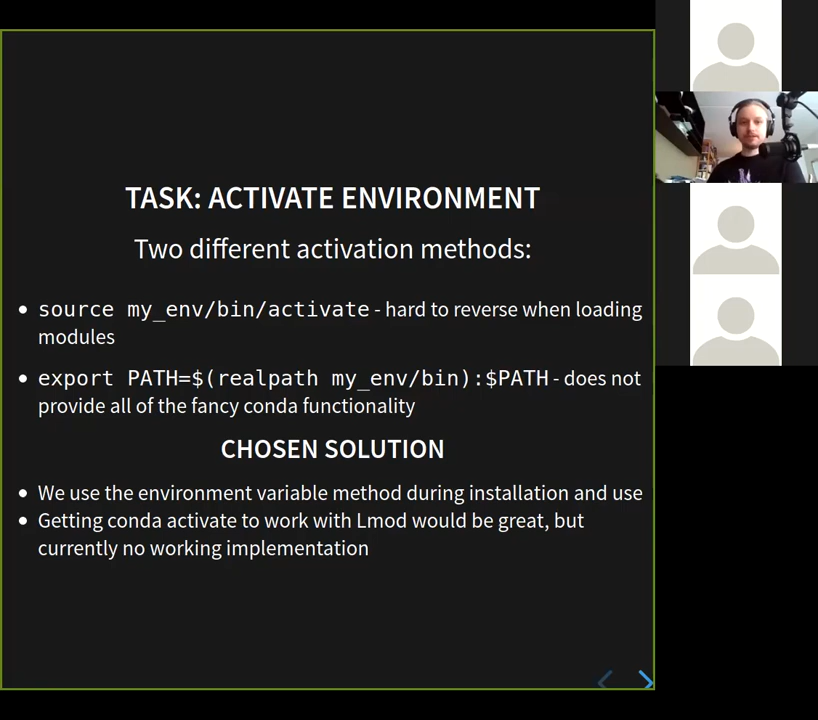 TASK: ACTIVATE ENVIRONMENT
Two different activation methods:
source my_env/bin/activate - hard to reverse when loading
modules
export PATH=$(realpath my_env/bin):$PATH - does not
provide all of the fancy conda functionality
CHOSEN SOLUTION
We use the environment variable method during installation and use
Getting conda activate to work with Lmod would be great, but
currently no working implementation